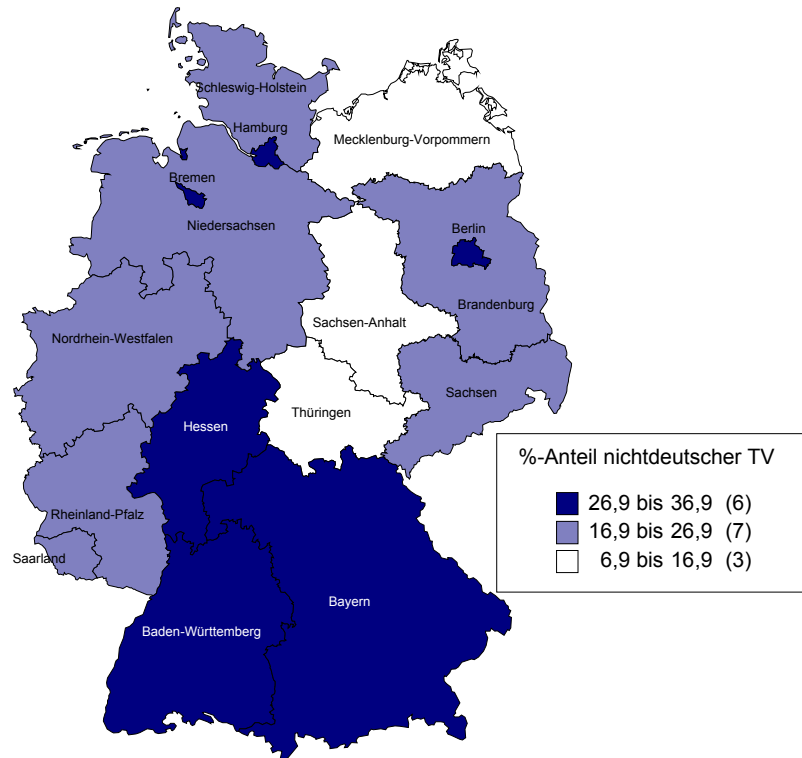 Schleswig-Holstein
Hamburg
Mecklenburg-Vorpommern
Bremen
Niedersachsen
Berlin
Brandenburg
Sachsen-Anhalt
Nordrhein-Westfalen
Sachsen
Thüringen
Hessen
%-Anteil nichtdeutscher TV
26,9 bis 36,9 (6)
16,9 bis 26,9 (7)
6,9 bis 16,9 (3)
Rheinland-Pfalz
Saarland
Bayern
Baden-Württemberg